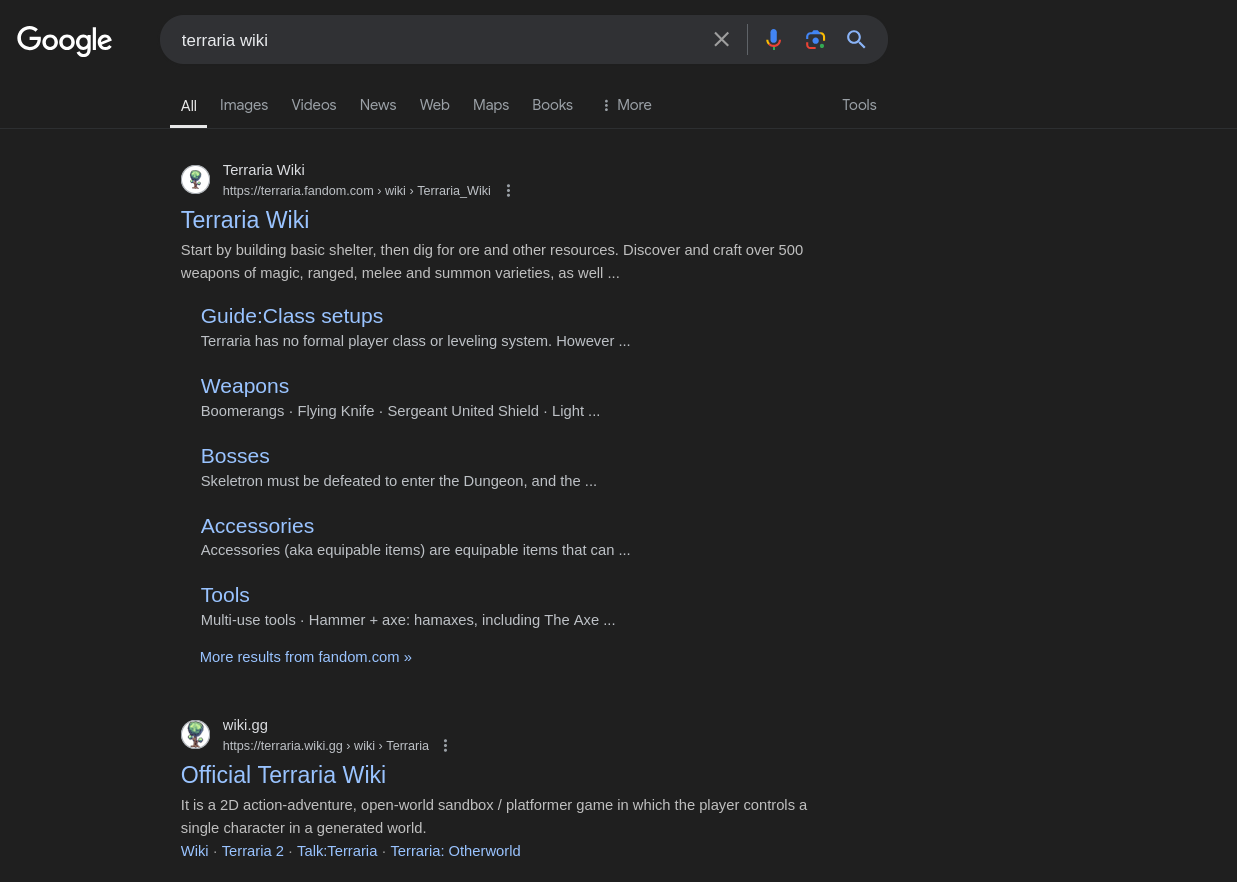 Google
terraria wiki
All Images Videos News Web Maps Books More Tools
Terraria Wiki
https://terraria.fandom.com › wiki › Terraria_Wiki
Terraria Wiki
Start by building basic shelter, then dig for ore and other resources. Discover and craft over 500
weapons of magic, ranged, melee and summon varieties, as well ...
Guide:Class setups
Terraria has no formal player class or leveling system. However ...
Weapons
Boomerangs · Flying Knife · Sergeant United Shield · Light ...
Bosses
Skeletron must be defeated to enter the Dungeon, and the ...
Accessories
Accessories (aka equipable items) are equipable items that can ...
Tools
Multi-use tools · Hammer + axe: hamaxes, including The Axe ...
More results from fandom.com »
wiki.gg
https://terraria.wiki.gg › wiki › Terraria
Official Terraria Wiki
It is a 2D action-adventure, open-world sandbox / platformer game in which the player controls a
single character in a generated world.
Wiki · Terraria 2 · Talk:Terraria · Terraria: Otherworld